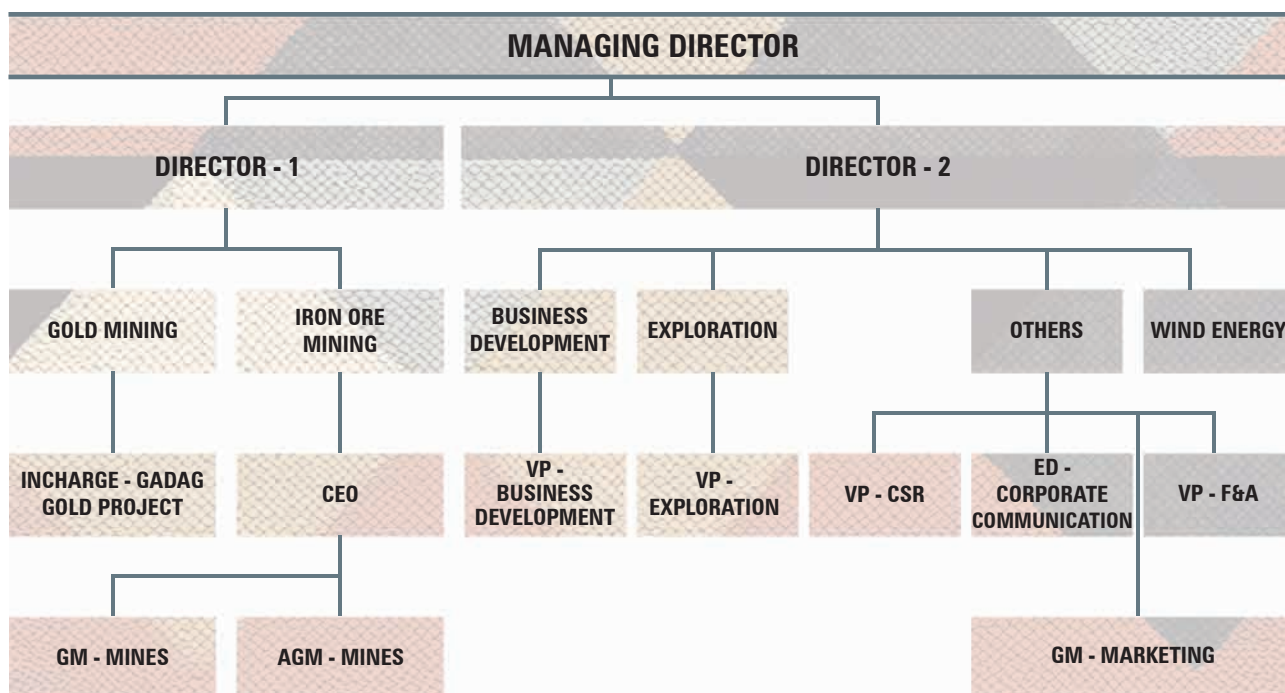 MANAGING DIRECTOR
DIRECTOR - 1
DIRECTOR - 2
GOLD MINING
IRON ORE
MINING
BUSINESS
DEVELOPMENT
EXPLORATION
OTHERS
WIND ENERGY
INCHARGE - GADAG
GOLD PROJECT
CEO
VP -
BUSINESS
DEVELOPMENT
VP -
EXPLORATION
VP - CSR
ED -
CORPORATE
COMMUNICATION
VP - F&A
GM - MINES
AGM - MINES
GM - MARKETING